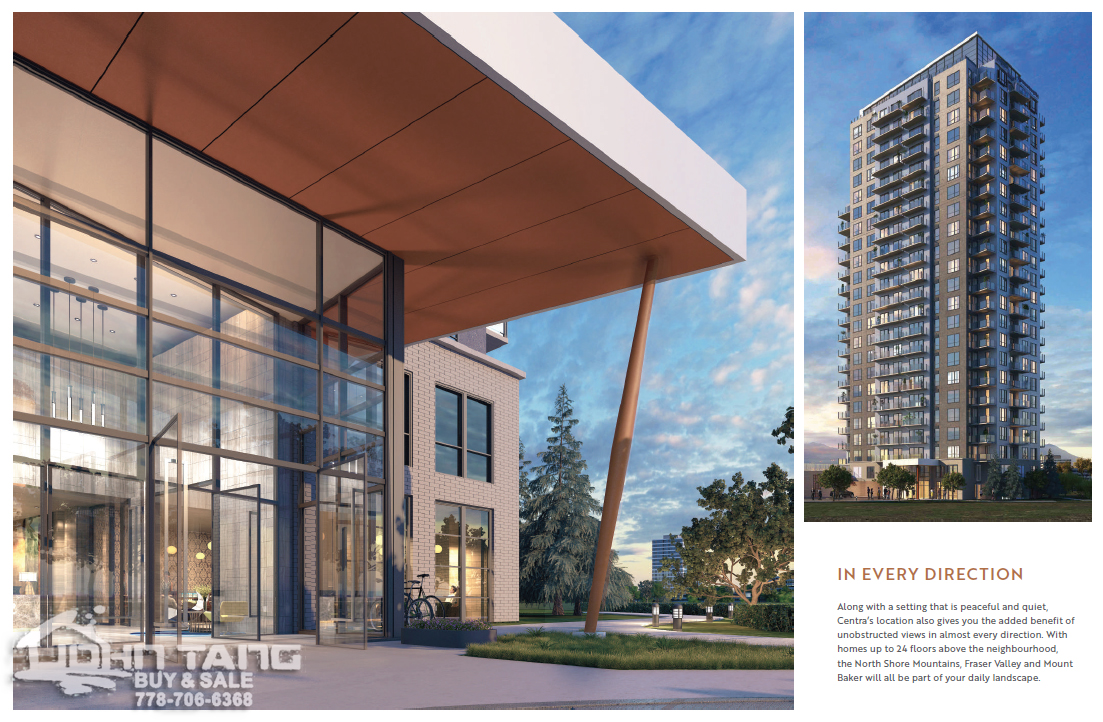 JOHN TANG
BUY & SALE
778-706-6368
IN EVERY DIRECTION
Along with a setting that is peaceful and quiet,
Centra's location also gives you the added benefit of
unobstructed views in almost every direction. With
homes up to 24 floors above the neighbourhood,
the North Shore Mountains, Fraser Valley and Mount
Baker will all be part of your daily landscape.